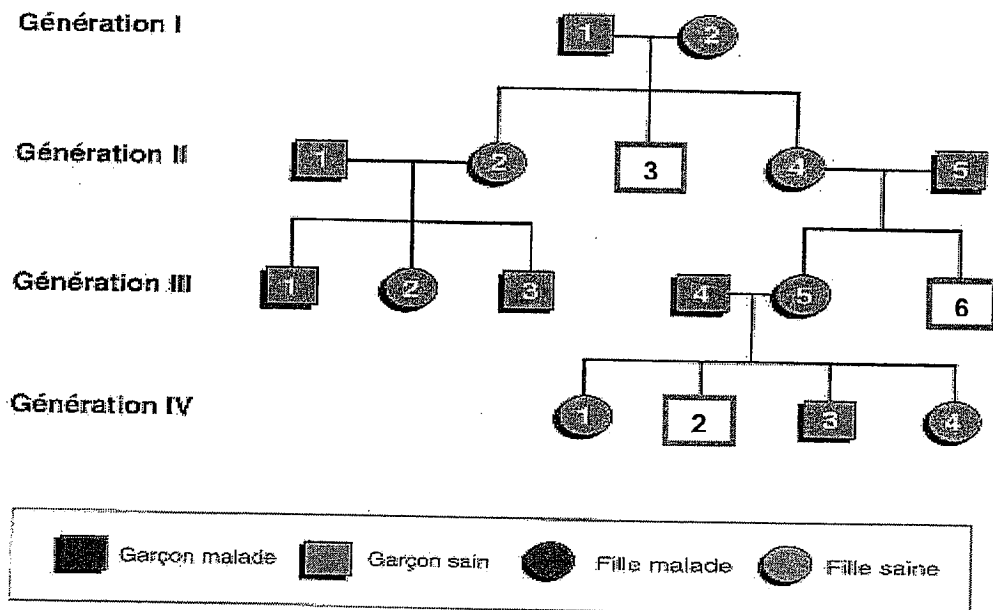 Génération I
1 2
Génération II
1 2 3 4 5
Génération III
1 2 3 4 5 6
Génération IV
1 2 3 4
Garçon malade Garçon sain Fille malade Fille saine